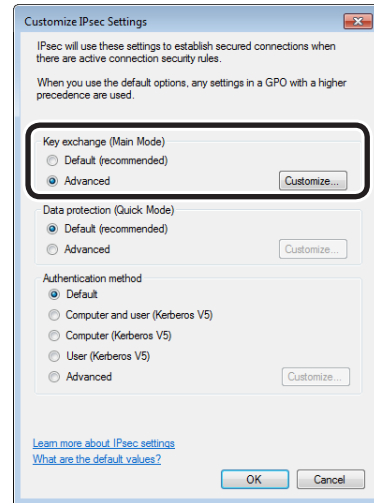 Customize IPsec Settings
IPsec will use these settings to establish secured connections when
there are active connection security rules.
When you use the default options, any settings in a GPO with a higher
precedence are used.
Key exchange (Main Mode)
Default (recommended)
Advanced
Customize...
Data protection (Quick Mode)
Default (recommended)
Advanced
Customize...
Authentication method
Default
Computer and user (Kerberos V5)
Computer (Kerberos V5)
User (Kerberos V5)
Advanced
Customize...
Learn more about IPsec settings
What are the default values?
OK
Cancel